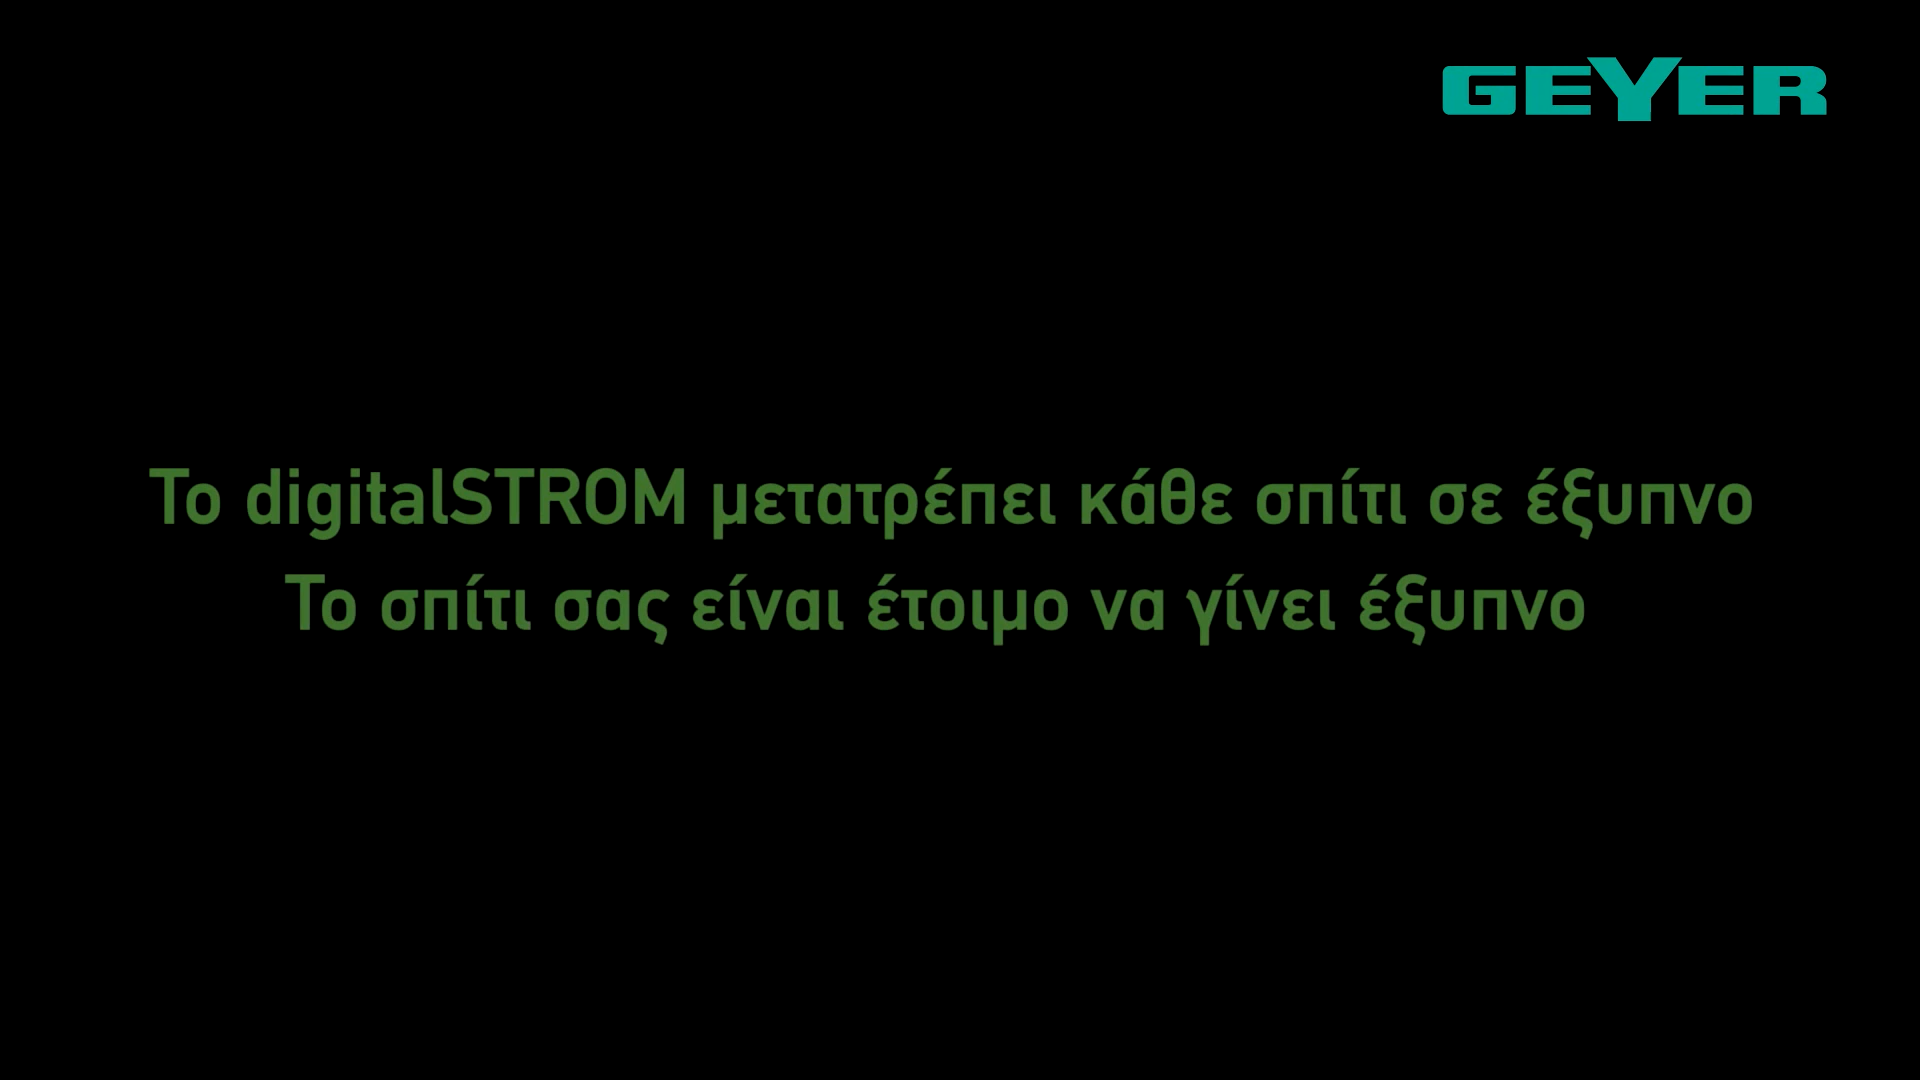 GEYER
Το digitalSTROM μετατρέπει κάθε σπίτι σε έξυπνο
Το σπίτι σας είναι έτοιμο να γίνει έξυπνο